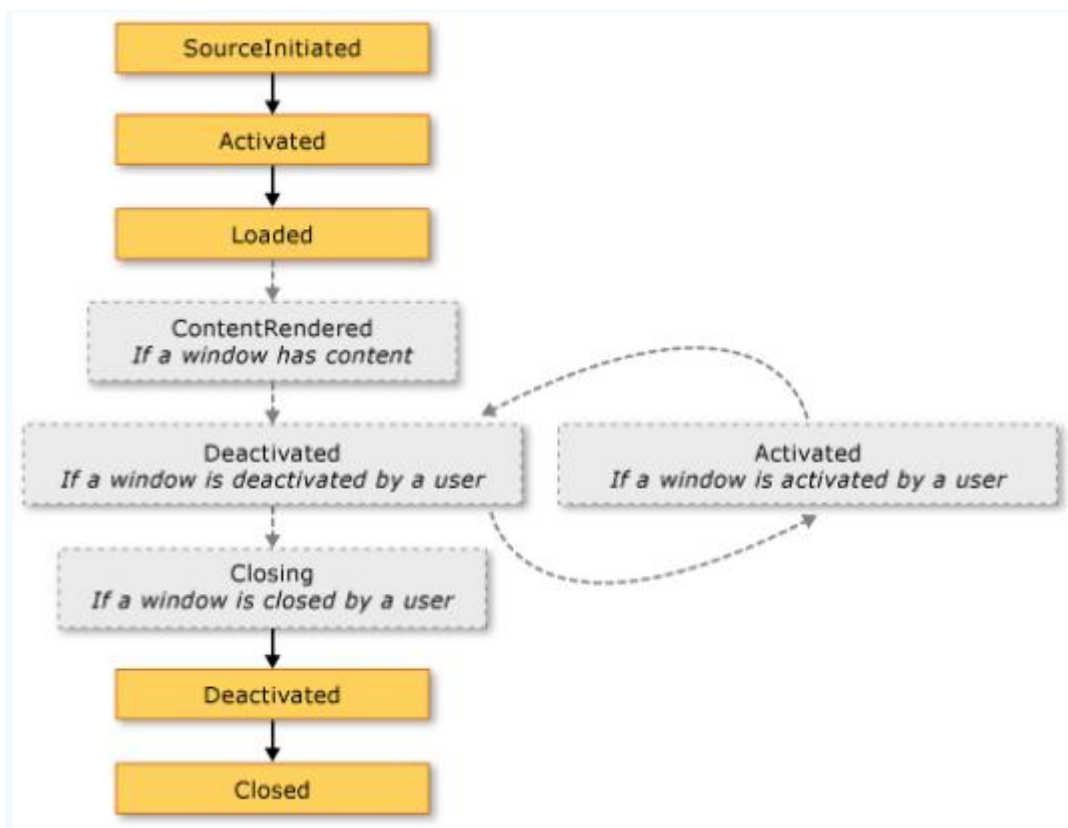 SourceInitiated
Activated
Loaded
ContentRendered
If a window has content
Deactivated
If a window is deactivated by a user
Activated
If a window is activated by a user
Closing
If a window is closed by a user
Deactivated
Closed